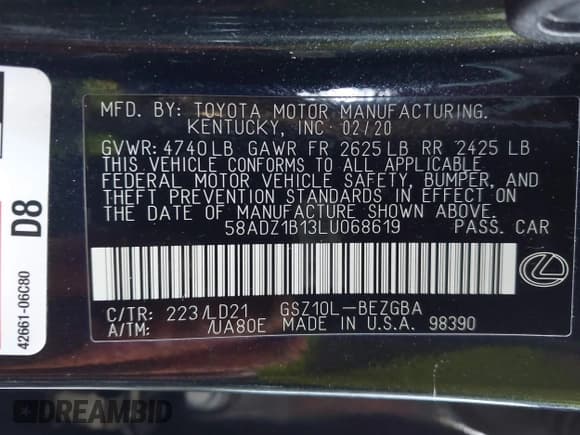 MFD. BY: TOYOTA MOTOR MANUFACTURING.
KENTUCKY, INC 02/20
GVWR: 4740LB GAWR FR 2625LB RR 2425 LB
THIS VEHICLE CONFORMS TO ALL APPLICABLE
FEDERAL MOTOR VEHICLE SAFETY, BUMPER, AND
THEFT PREVENTION STANDARDS IN EFFECT ON
THE DATE OF MANUFACTURE SHOWN ABOVE.
58ADZ1B13LU068619 PASS. CAR
C/TR: 223/LD21 GSZ10L-BEZGBA
A/TM: /UA80E MADE IN U.S.A. 98390
D8
42661-06C80
DREAMBID